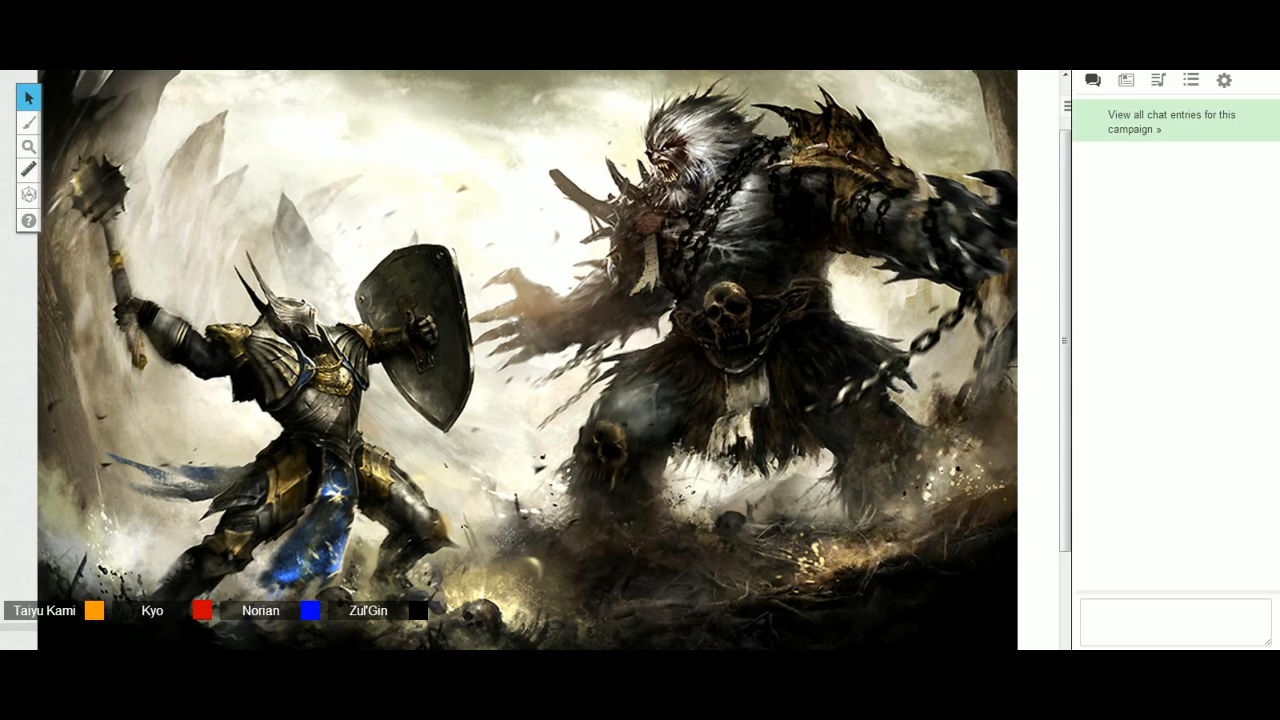 View all chat entries for this
campaign »
Taiyu Kami
Kyo
Norian
Zul'Gin